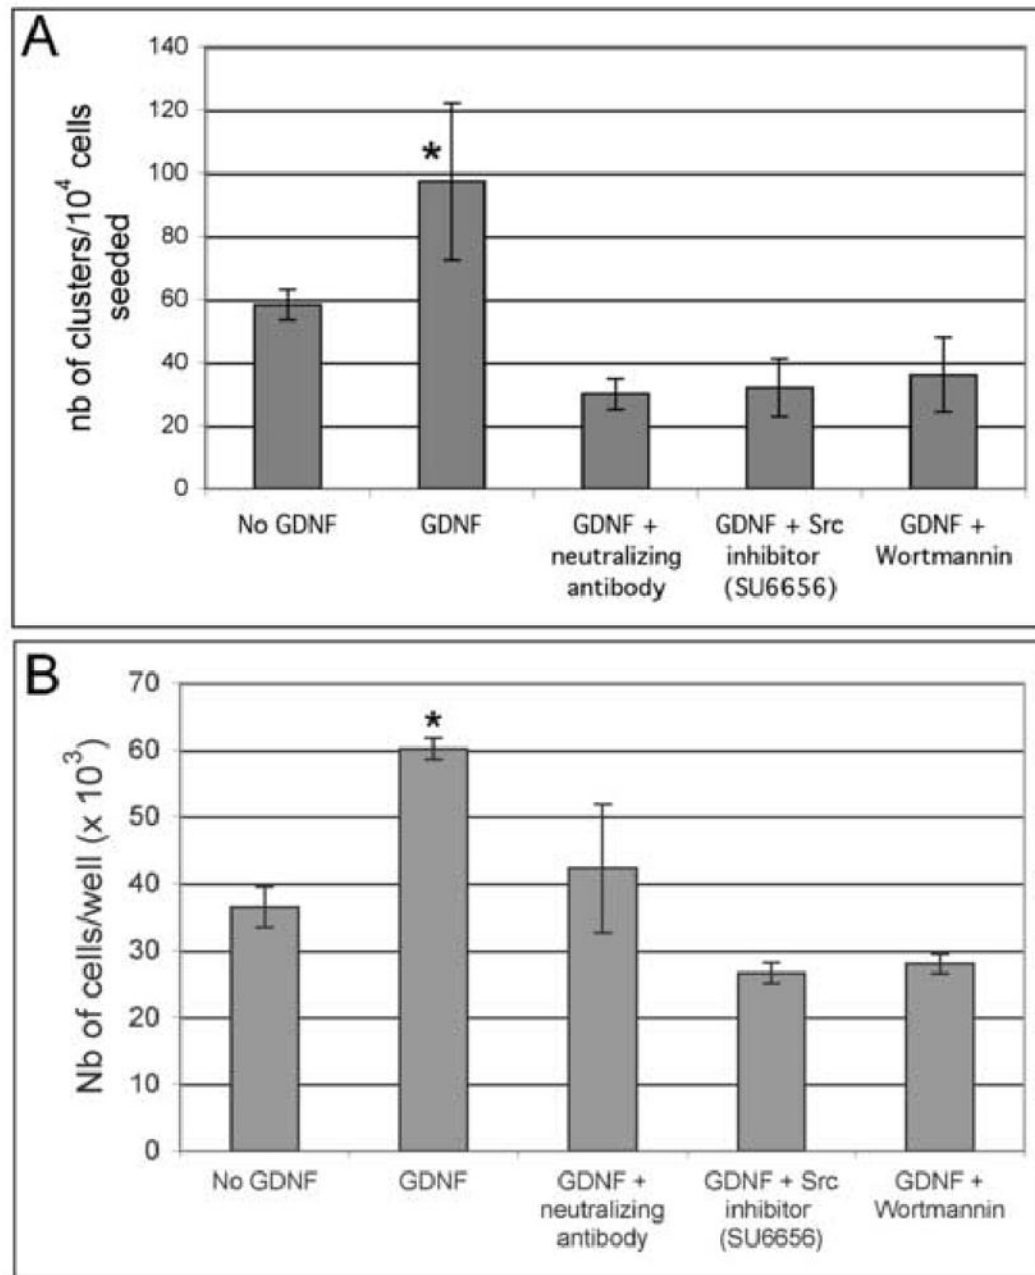 A
140
120
100
80
60
40
20
0
nb of clusters/10⁴ cells
seeded
*
No GDNF
GDNF
GDNF +
neutralizing
antibody
GDNF + Src
inhibitor
(SU6656)
GDNF +
Wortmannin
B
70
60
50
40
30
20
10
0
Nb of cells/well (x 10³)
*
No GDNF
GDNF
GDNF +
neutralizing
antibody
GDNF + Src
inhibitor
(SU6656)
GDNF +
Wortmannin